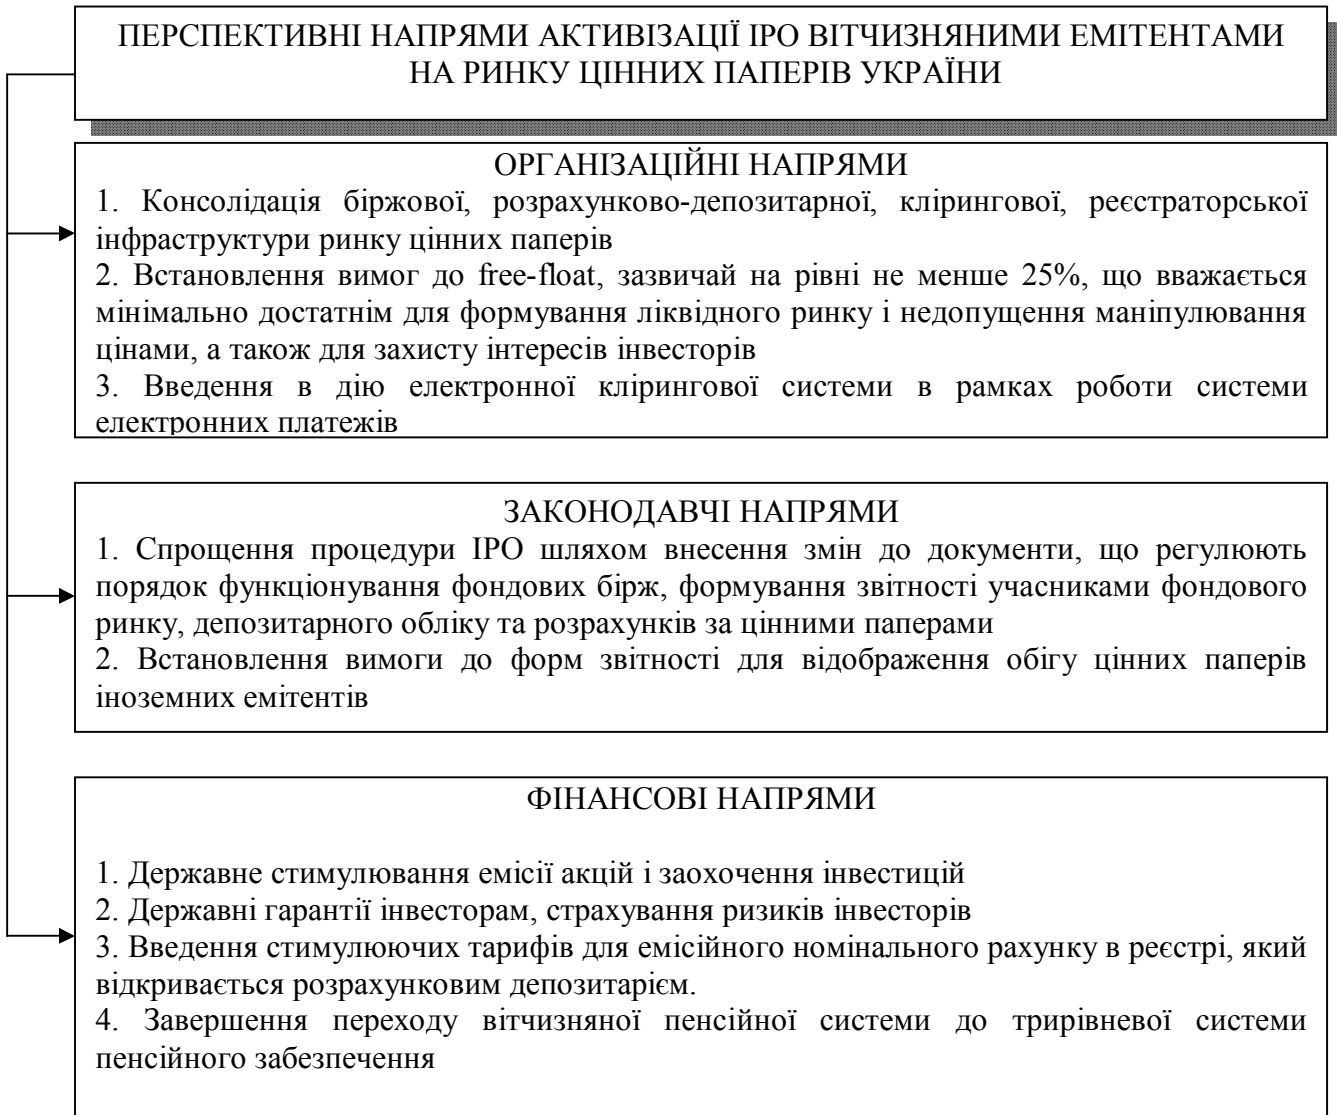 ПЕРСПЕКТИВНІ НАПРЯМИ АКТИВІЗАЦІЇ ІРО ВІТЧИЗНЯНИМИ ЕМІТЕНТАМИ
НА РИНКУ ЦІННИХ ПАПЕРІВ УКРАЇНИ
ОРГАНІЗАЦІЙНІ НАПРЯМИ
1. Консолідація біржової, розрахунково-депозитарної, клірингової, реєстраторської
інфраструктури ринку цінних паперів
2. Встановлення вимог до free-float, зазвичай на рівні не менше 25%, що вважається
мінімально достатнім для формування ліквідного ринку і недопущення маніпулювання
цінами, а також для захисту інтересів інвесторів
3. Введення в дію електронної клірингової системи в рамках роботи системи
електронних платежів
ЗАКОНОДАВЧІ НАПРЯМИ
1. Спрощення процедури ІРО шляхом внесення змін до документи, що регулюють
порядок функціонування фондових бірж, формування звітності учасниками фондового
ринку, депозитарного обліку та розрахунків за цінними паперами
2. Встановлення вимоги до форм звітності для відображення обігу цінних паперів
іноземних емітентів
ФІНАНСОВІ НАПРЯМИ
1. Державне стимулювання емісії акцій і заохочення інвестицій
2. Державні гарантії інвесторам, страхування ризиків інвесторів
3. Введення стимулюючих тарифів для емісійного номінального рахунку в реєстрі, який
відкривається розрахунковим депозитарієм.
4. Завершення переходу вітчизняної пенсійної системи до трирівневої системи
пенсійного забезпечення